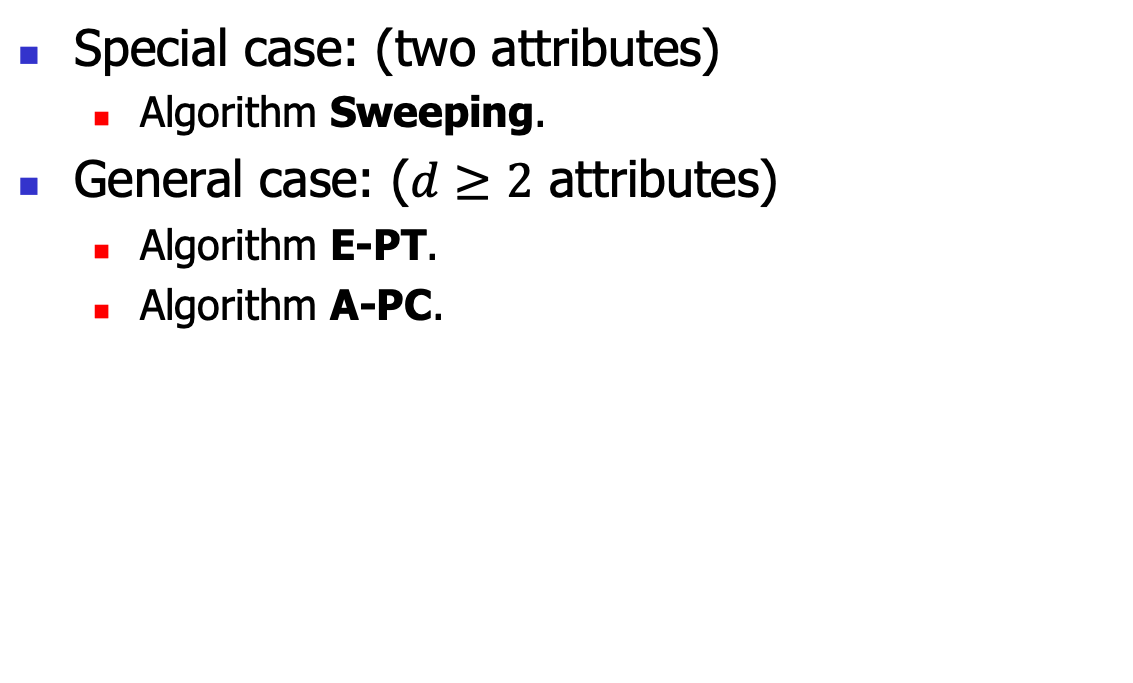 Special case: (two attributes)
Algorithm Sweeping.
General case: (d ≥ 2 attributes)
Algorithm E-PT.
Algorithm A-PC.